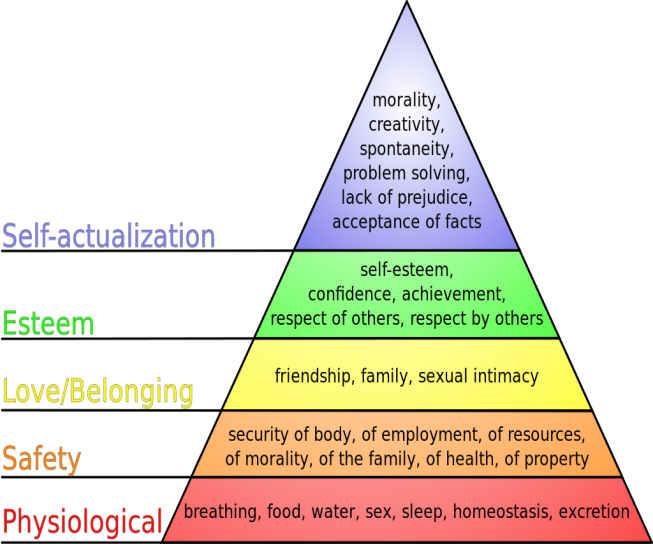 morality,
creativity,
spontaneity,
problem solving,
lack of prejudice,
acceptance of facts
Self-actualization
self-esteem,
confidence, achievement,
respect of others, respect by others
Esteem
friendship, family, sexual intimacy
Love/Belonging
security of body, of employment, of resources,
of morality, of the family, of health, of property
Safety
breathing, food, water, sex, sleep, homeostasis, excretion
Physiological